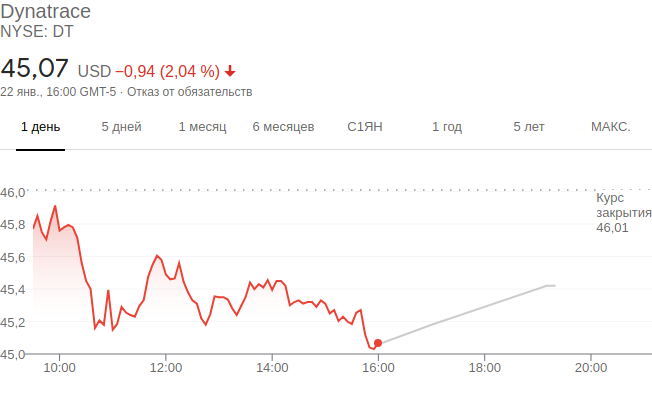 Dynatrace
NYSE: DT
45,07 USD −0,94 (2,04 %)
22 янв., 16:00 GMT-5 · Отказ от обязательств
1 день 5 дней 1 месяц 6 месяцев С1ЯН 1 год 5 лет МАКС.
46,0
Курс
закрытия
46,01
45,8
45,6
45,4
45,2
45,0
10:00 12:00 14:00 16:00 18:00 20:00